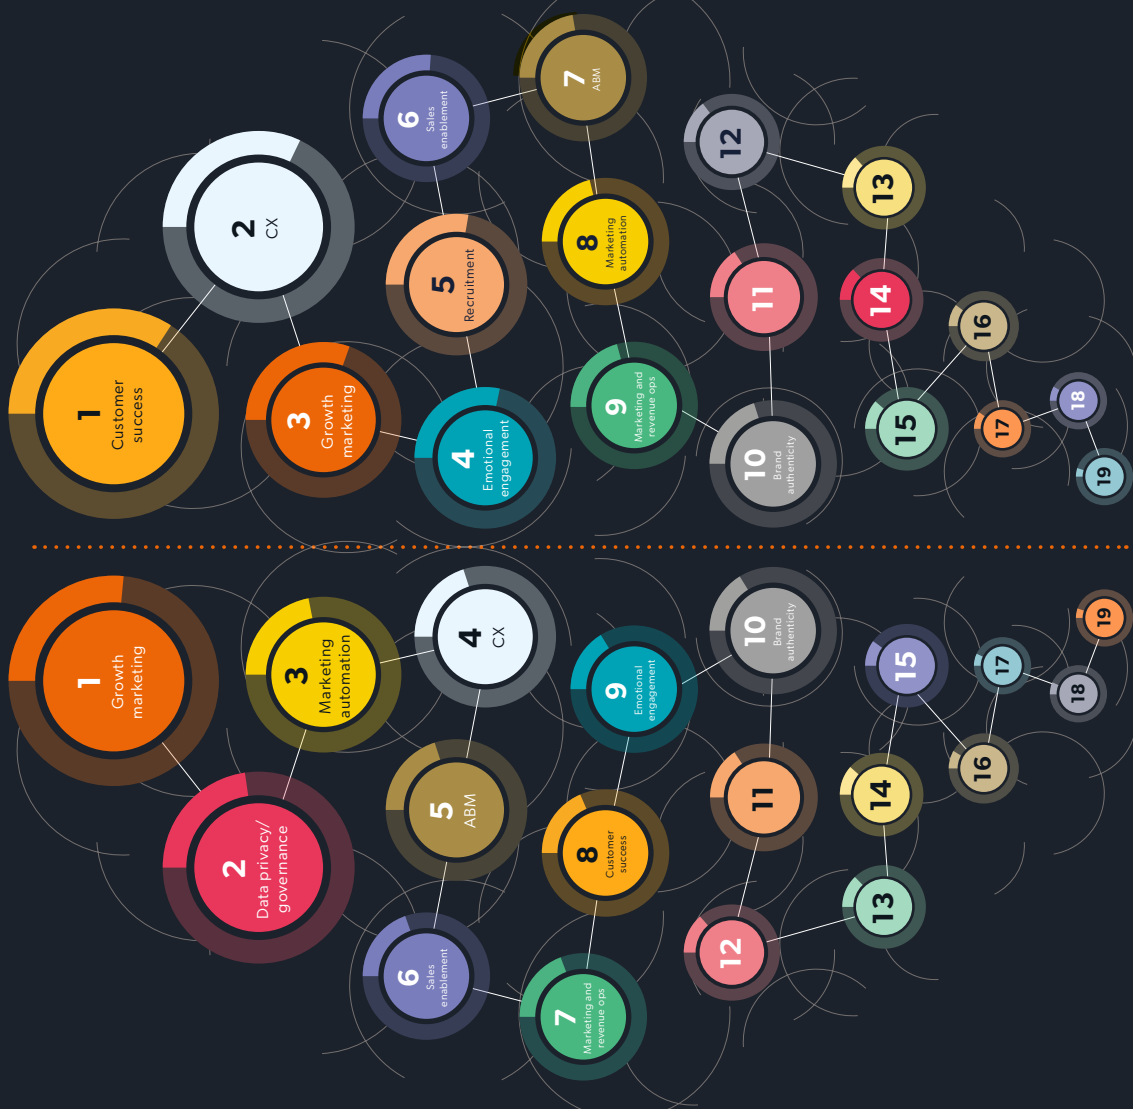 1
Customer
success
2
CX
3
Growth
marketing
4
Emotional
engagement
5
Recruitment
6
Sales
enablement
7
ABM
8
Marketing
automation
9
Marketing and
revenue ops
10
Brand
authenticity
11
12
13
14
15
16
17
18
19
1
Growth
marketing
2
Data privacy/
governance
3
Marketing
automation
4
CX
5
ABM
6
Sales
enablement
7
Marketing and
revenue ops
8
Customer
success
9
Emotional
engagement
10
Brand
authenticity
11
12
13
14
15
16
17
18
19